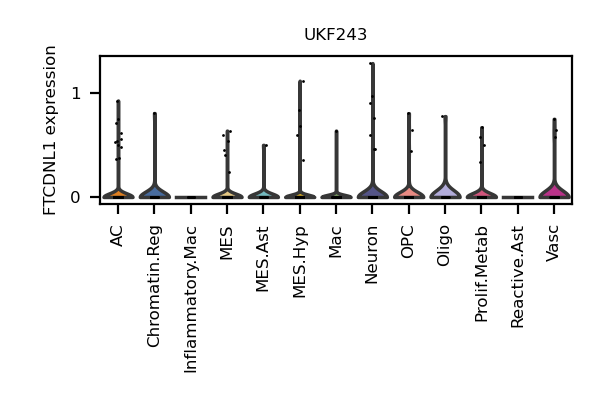 UKF243
FTCDNL1 expression
1
0
AC
Chromatin.Reg
Inflammatory.Mac
MES
MES.Ast
MES.Hyp
Mac
Neuron
OPC
Oligo
Prolif.Metab
Reactive.Ast
Vasc